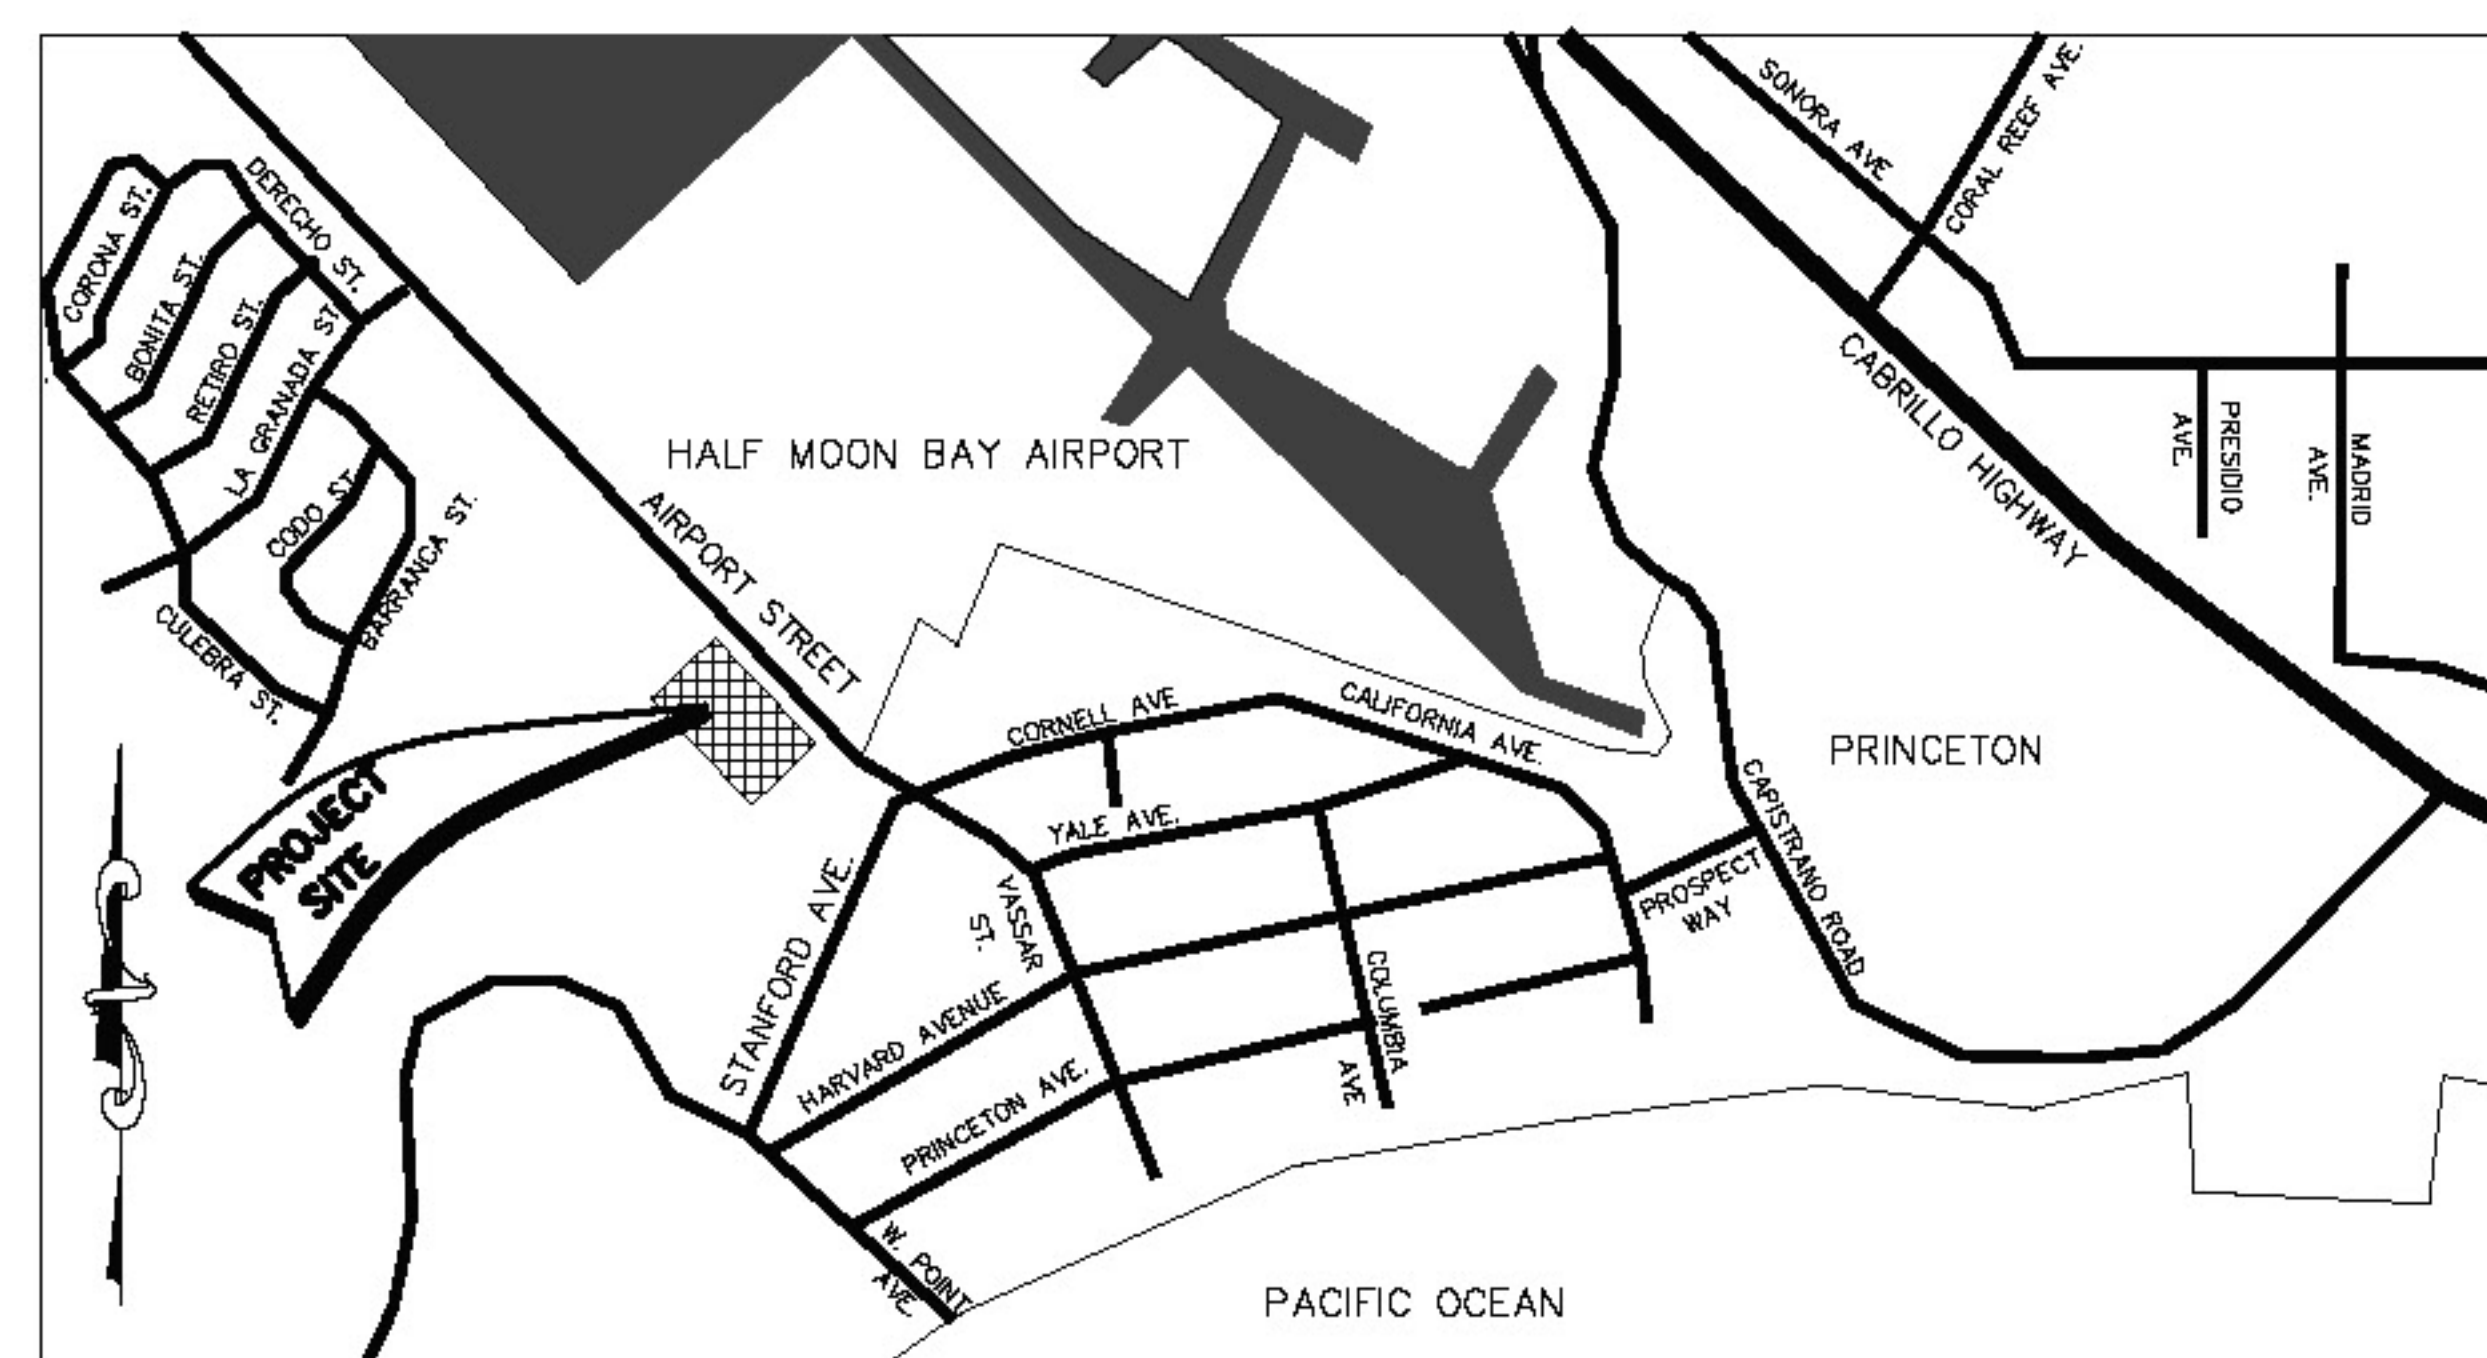 SONORA AVE
CORAL REEF AVE.
DERECHO ST.
CORONA ST.
BONITA ST.
RETIRO ST.
LA GRANADA ST.
CABRILLO HIGHWAY
PRESIDIO
AVE.
MADRID
AVE.
HALF MOON BAY AIRPORT
AIRPORT STREET
CODO ST.
BARRANCA ST.
CULEBRA ST.
CORNELL AVE
CALIFORNIA AVE.
PRINCETON
PROJECT
SITE
YALE AVE.
CAPISTRANO ROAD
PROSPECT
WAY
STANFORD AVE.
VASSAR
ST.
COLUMBIA
AVE
HARVARD AVENUE
PRINCETON AVE.
W. POINT
AVE.
PACIFIC OCEAN